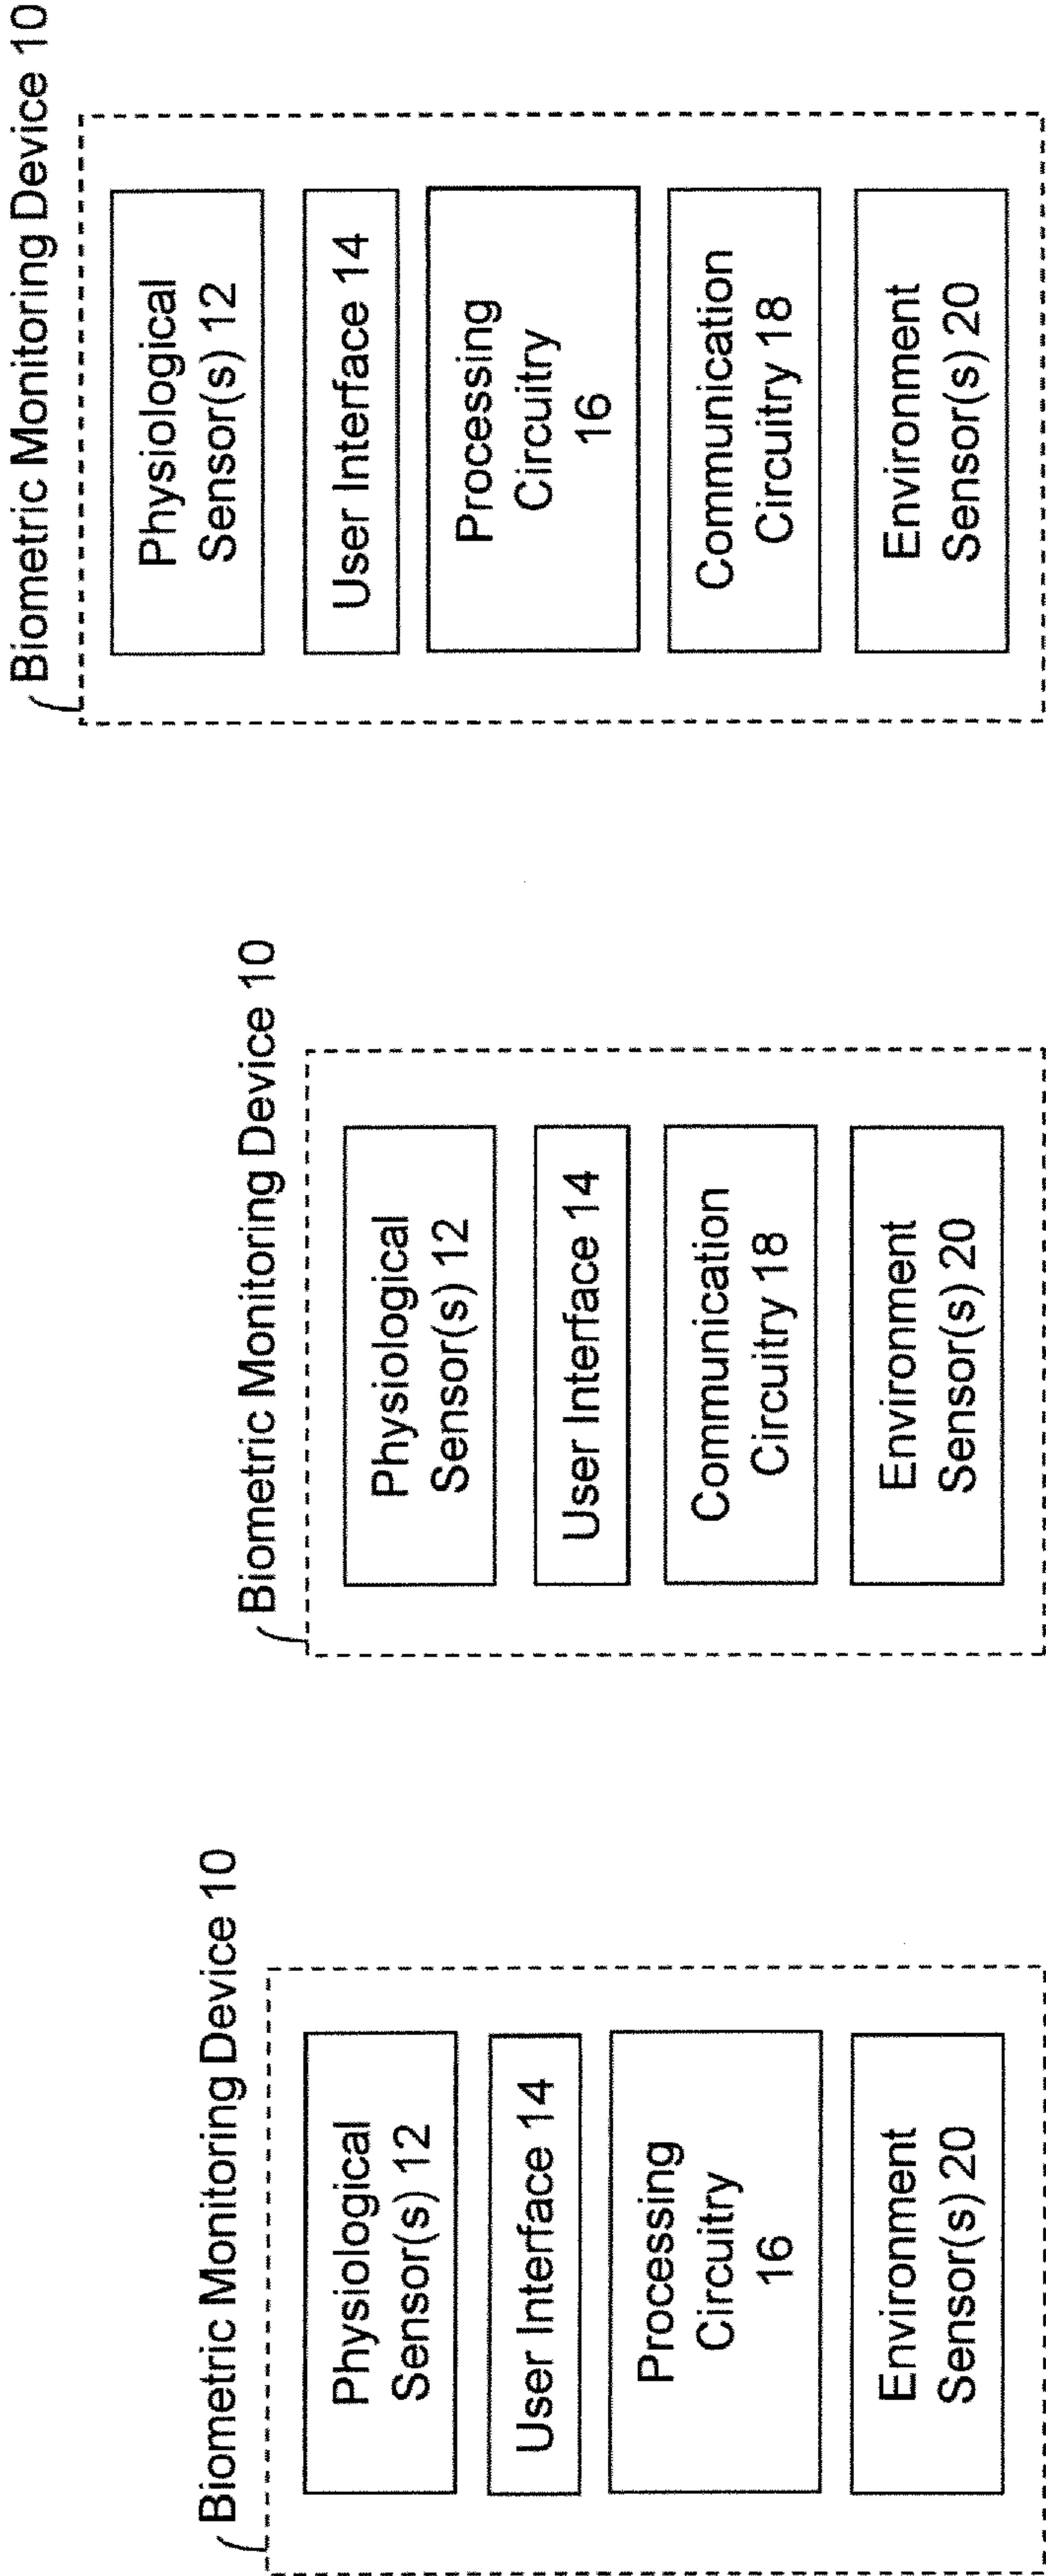 Biometric Monitoring Device 10
Physiological
Sensor(s) 12
User Interface 14
Processing
Circuitry
16
Environment
Sensor(s) 20
Biometric Monitoring Device 10
Physiological
Sensor(s) 12
User Interface 14
Communication
Circuitry 18
Environment
Sensor(s) 20
Biometric Monitoring Device 10
Physiological
Sensor(s) 12
User Interface 14
Processing
Circuitry
16
Communication
Circuitry 18
Environment
Sensor(s) 20